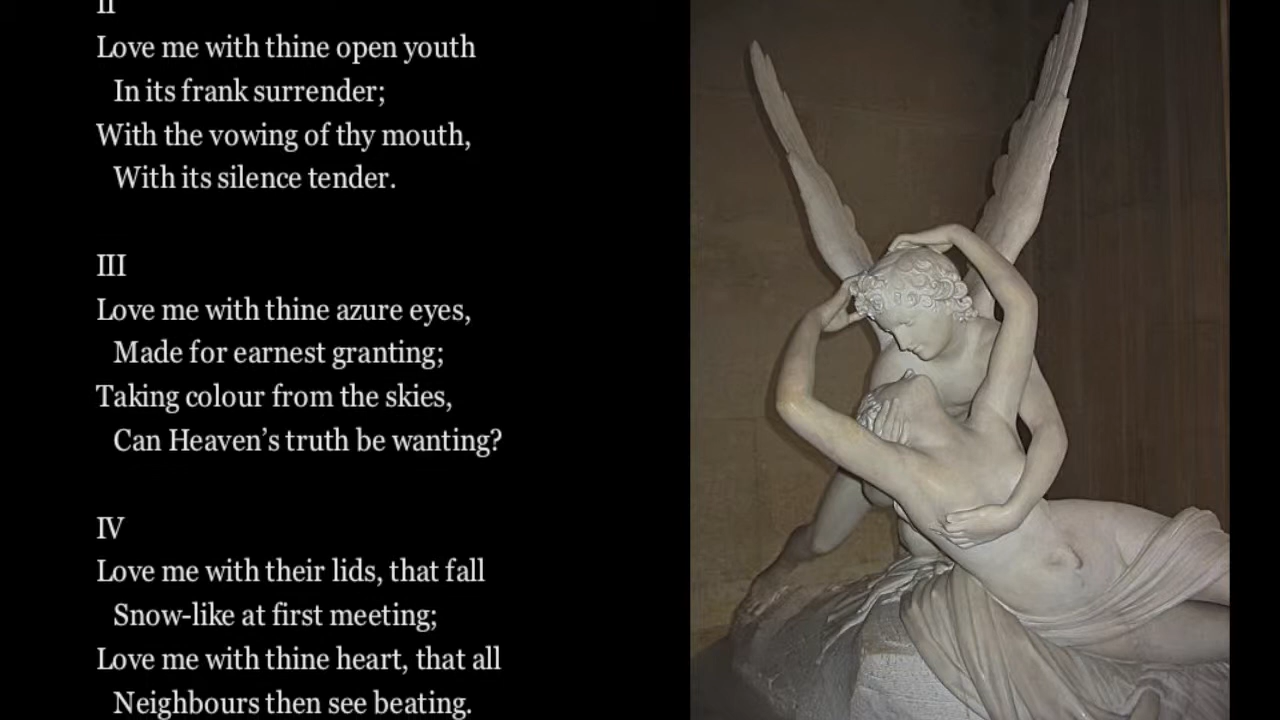 II
Love me with thine open youth
In its frank surrender;
With the vowing of thy mouth,
With its silence tender.
III
Love me with thine azure eyes,
Made for earnest granting;
Taking colour from the skies,
Can Heaven’s truth be wanting?
IV
Love me with their lids, that fall
Snow-like at first meeting;
Love me with thine heart, that all
Neighbours then see beating.